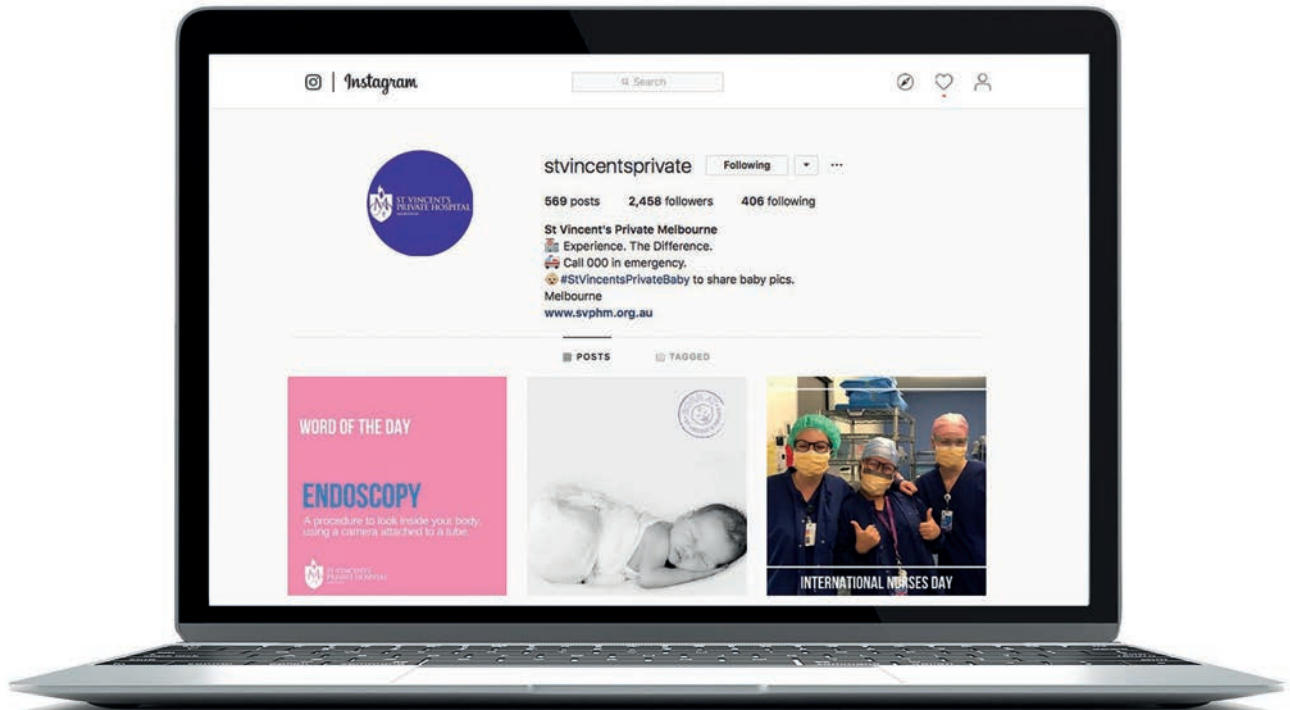 Instagram
Search
stvincentsprivate Following
569 posts 2,458 followers 406 following
St Vincent's Private Melbourne
Experience. The Difference.
Call 000 in emergency.
#StVincentsPrivateBaby to share baby pics.
Melbourne
www.svphm.org.au
ST VINCENT'S
PRIVATE HOSPITAL
POSTS TAGGED
WORD OF THE DAY
ENDOSCOPY
A procedure to look inside your body,
using a camera attached to a tube.
ST VINCENT'S
PRIVATE HOSPITAL
INTERNATIONAL NURSES DAY